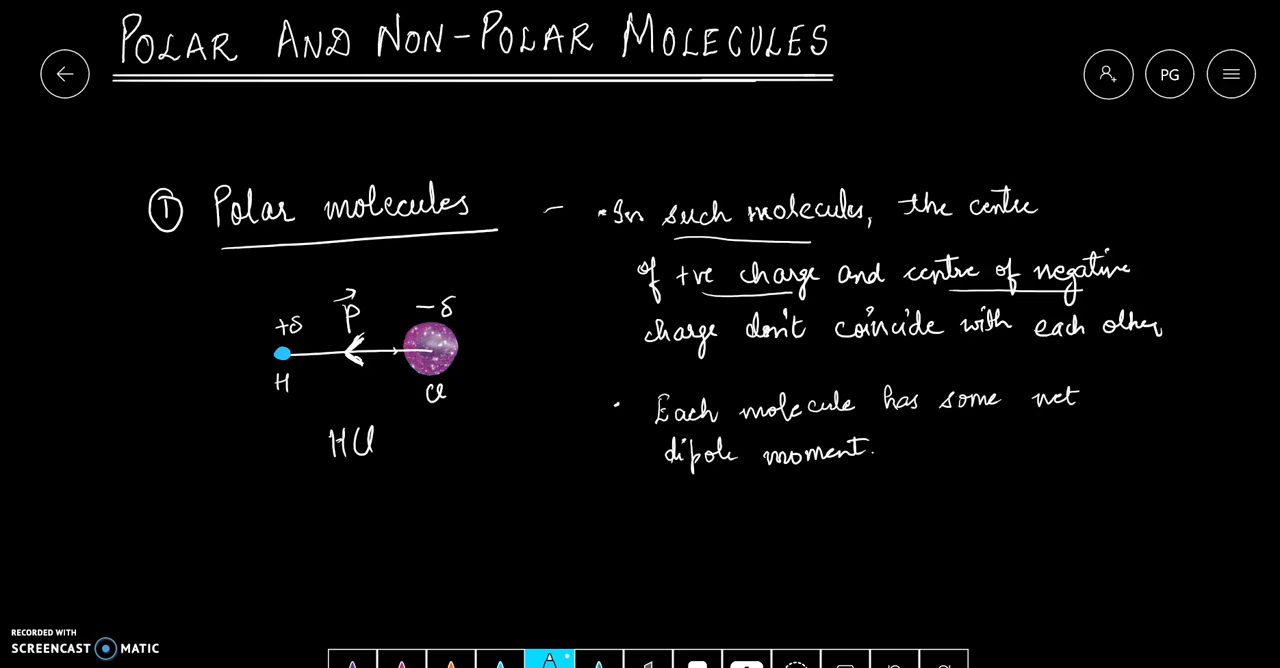 POLAR AND NON-POLAR MOLECULES
PG
① Polar molecules – • In such molecules, the centre
of +ve charge and centre of negative
charge don't coincide with each other
• Each molecule has some net
dipole moment.
+δ
P
-δ
H
Cl
HCl
RECORDED WITH
SCREENCAST MATIC